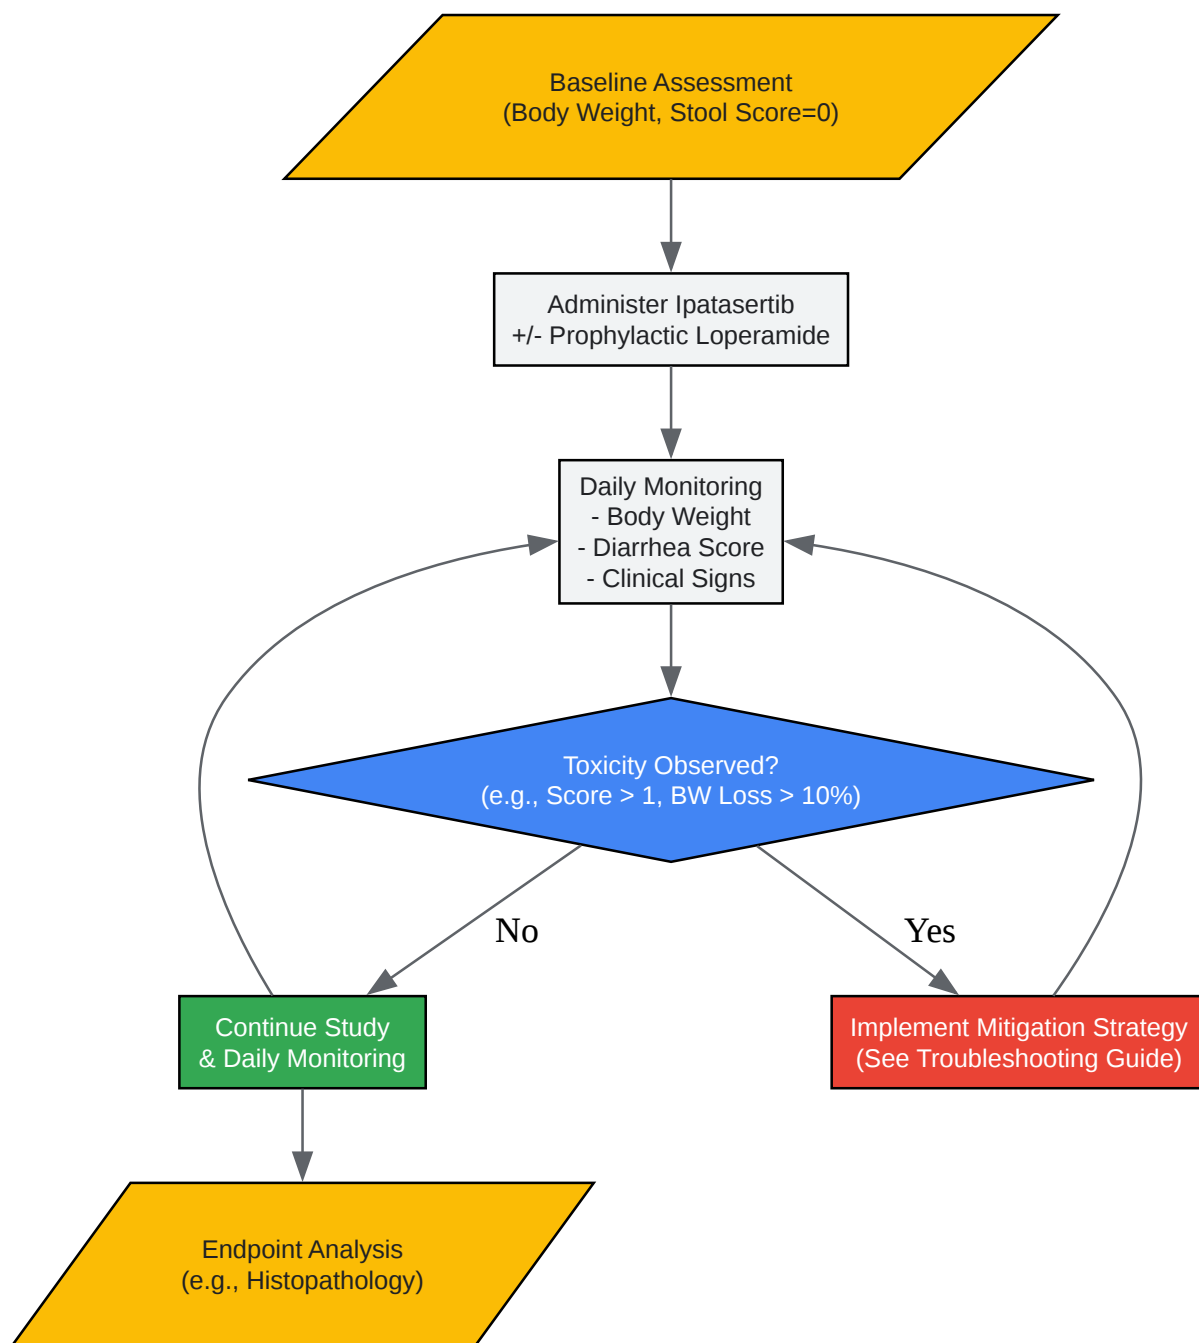 Baseline Assessment
(Body Weight, Stool Score=0)
Administer Ipatasertib
+/- Prophylactic Loperamide
Daily Monitoring
- Body Weight
- Diarrhea Score
- Clinical Signs
Toxicity Observed?
(e.g., Score > 1, BW Loss > 10%)
No
Yes
Continue Study
& Daily Monitoring
Implement Mitigation Strategy
(See Troubleshooting Guide)
Endpoint Analysis
(e.g., Histopathology)